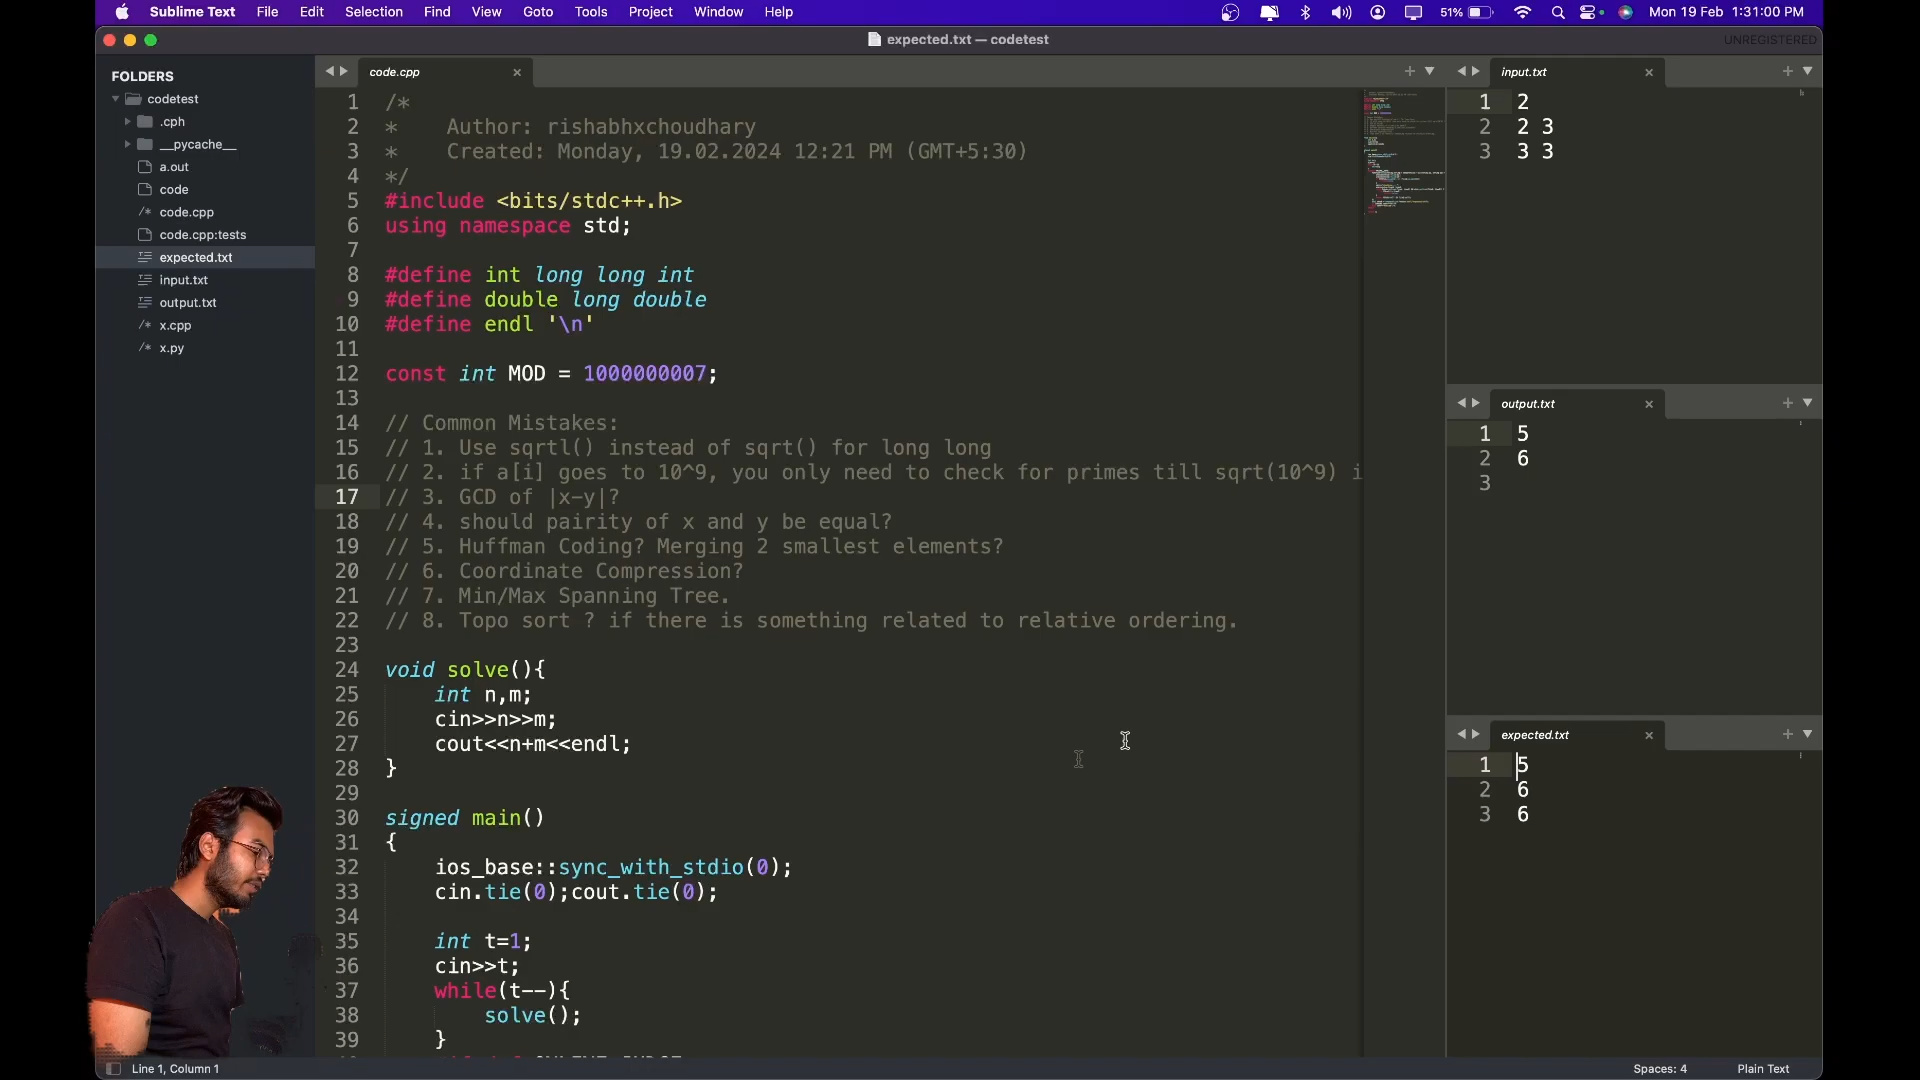 Sublime Text File Edit Selection Find View Goto Tools Project Window Help 51% Mon 19 Feb 1:31:00 PM
expected.txt — codetest UNREGISTERED
FOLDERS
codetest
.cph
__pycache__
a.out
code
/* code.cpp
code.cpp:tests
expected.txt
input.txt
output.txt
/* x.cpp
/* x.py
code.cpp
1 /*
2 * Author: rishabhxchoudhary
3 * Created: Monday, 19.02.2024 12:21 PM (GMT+5:30)
4 */
5 #include <bits/stdc++.h>
6 using namespace std;
7
8 #define int long long int
9 #define double long double
10 #define endl '\n'
11
12 const int MOD = 1000000007;
13
14 // Common Mistakes:
15 // 1. Use sqrtl() instead of sqrt() for long long
16 // 2. if a[i] goes to 10^9, you only need to check for primes till sqrt(10^9) i
17 // 3. GCD of |x-y|?
18 // 4. should pairity of x and y be equal?
19 // 5. Huffman Coding? Merging 2 smallest elements?
20 // 6. Coordinate Compression?
21 // 7. Min/Max Spanning Tree.
22 // 8. Topo sort ? if there is something related to relative ordering.
23
24 void solve(){
25 int n,m;
26 cin>>n>>m;
27 cout<<n+m<<endl;
28 }
29
30 signed main()
31 {
32 ios_base::sync_with_stdio(0);
33 cin.tie(0);cout.tie(0);
34
35 int t=1;
36 cin>>t;
37 while(t--){
38 solve();
39 }
input.txt
1 2
2 2 3
3 3 3
output.txt
1 5
2 6
3
expected.txt
1 5
2 6
3 6
Line 1, Column 1 Spaces: 4 Plain Text